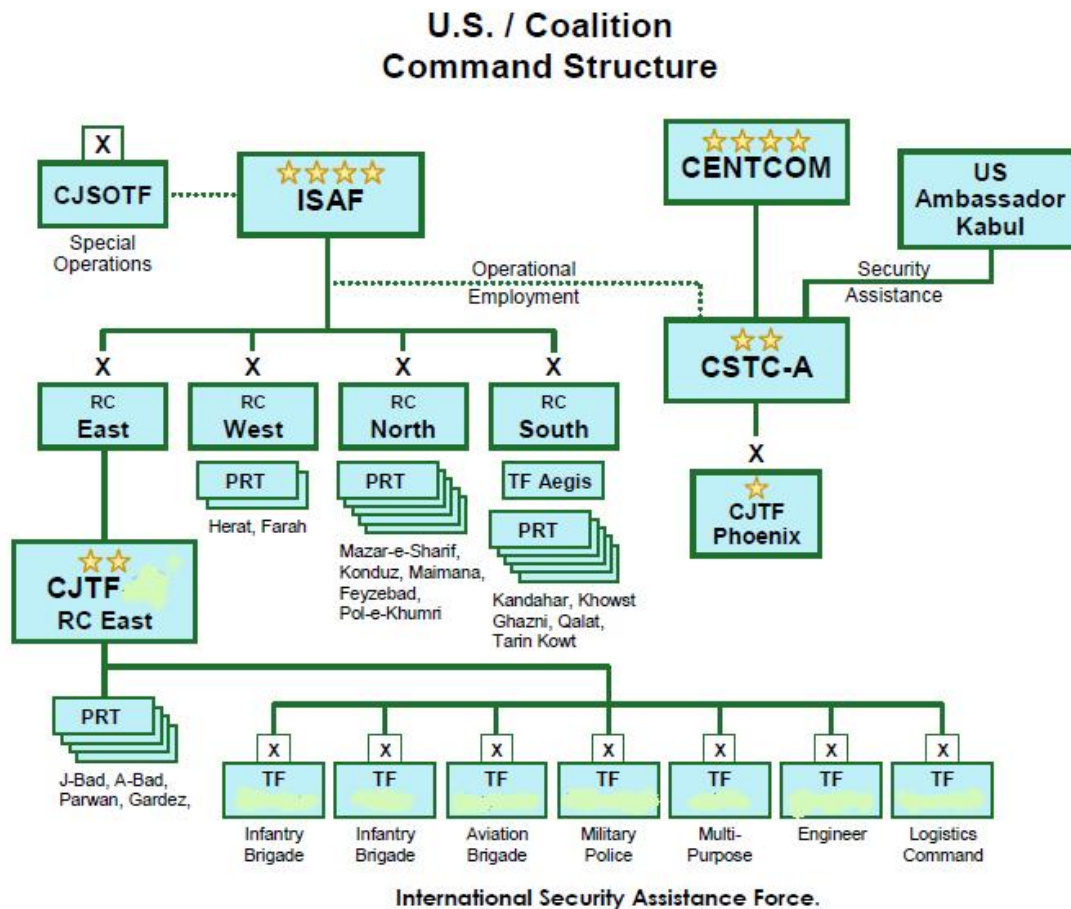 U.S. / Coalition
Command Structure
X
CJSOTF
Special
Operations
ISAF
CENTCOM
US
Ambassador
Kabul
Operational
Employment
Security
Assistance
CSTC-A
X
CJTF
Phoenix
X
RC
East
X
RC
West
X
RC
North
X
RC
South
PRT
Herat, Farah
PRT
Mazar-e-Sharif,
Konduz, Maimana,
Feyzebad,
Pol-e-Khumri
TF Aegis
PRT
Kandahar, Khowst
Ghazni, Qalat,
Tarin Kowt
CJTF
RC East
PRT
J-Bad, A-Bad,
Parwan, Gardez,
X
TF
Infantry
Brigade
X
TF
Infantry
Brigade
X
TF
Aviation
Brigade
X
TF
Military
Police
X
TF
Multi-
Purpose
X
TF
Engineer
X
TF
Logistics
Command
International Security Assistance Force.